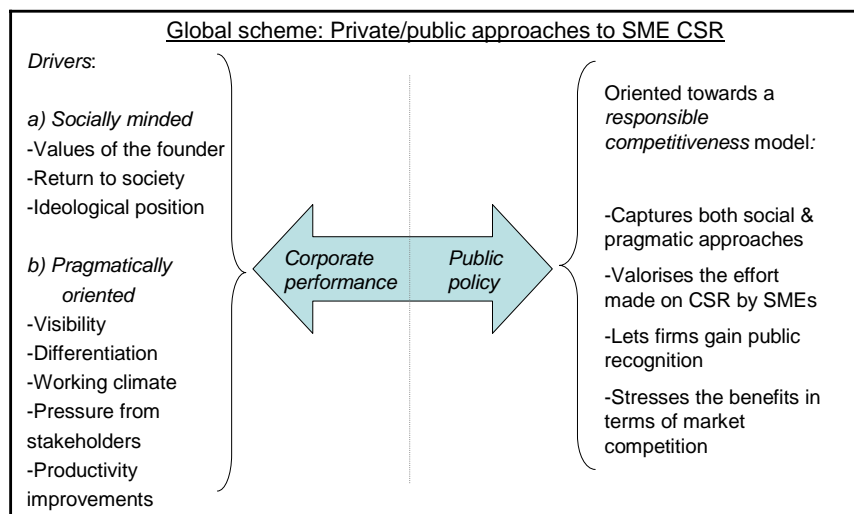 Global scheme: Private/public approaches to SME CSR
Drivers:
a) Socially minded
-Values of the founder
-Return to society
-Ideological position
b) Pragmatically
oriented
-Visibility
-Differentiation
-Working climate
-Pressure from
stakeholders
-Productivity
improvements
Corporate
performance
Public
policy
Oriented towards a
responsible
competitiveness model:
-Captures both social &
pragmatic approaches
-Valorises the effort
made on CSR by SMEs
-Lets firms gain public
recognition
-Stresses the benefits in
terms of market
competition